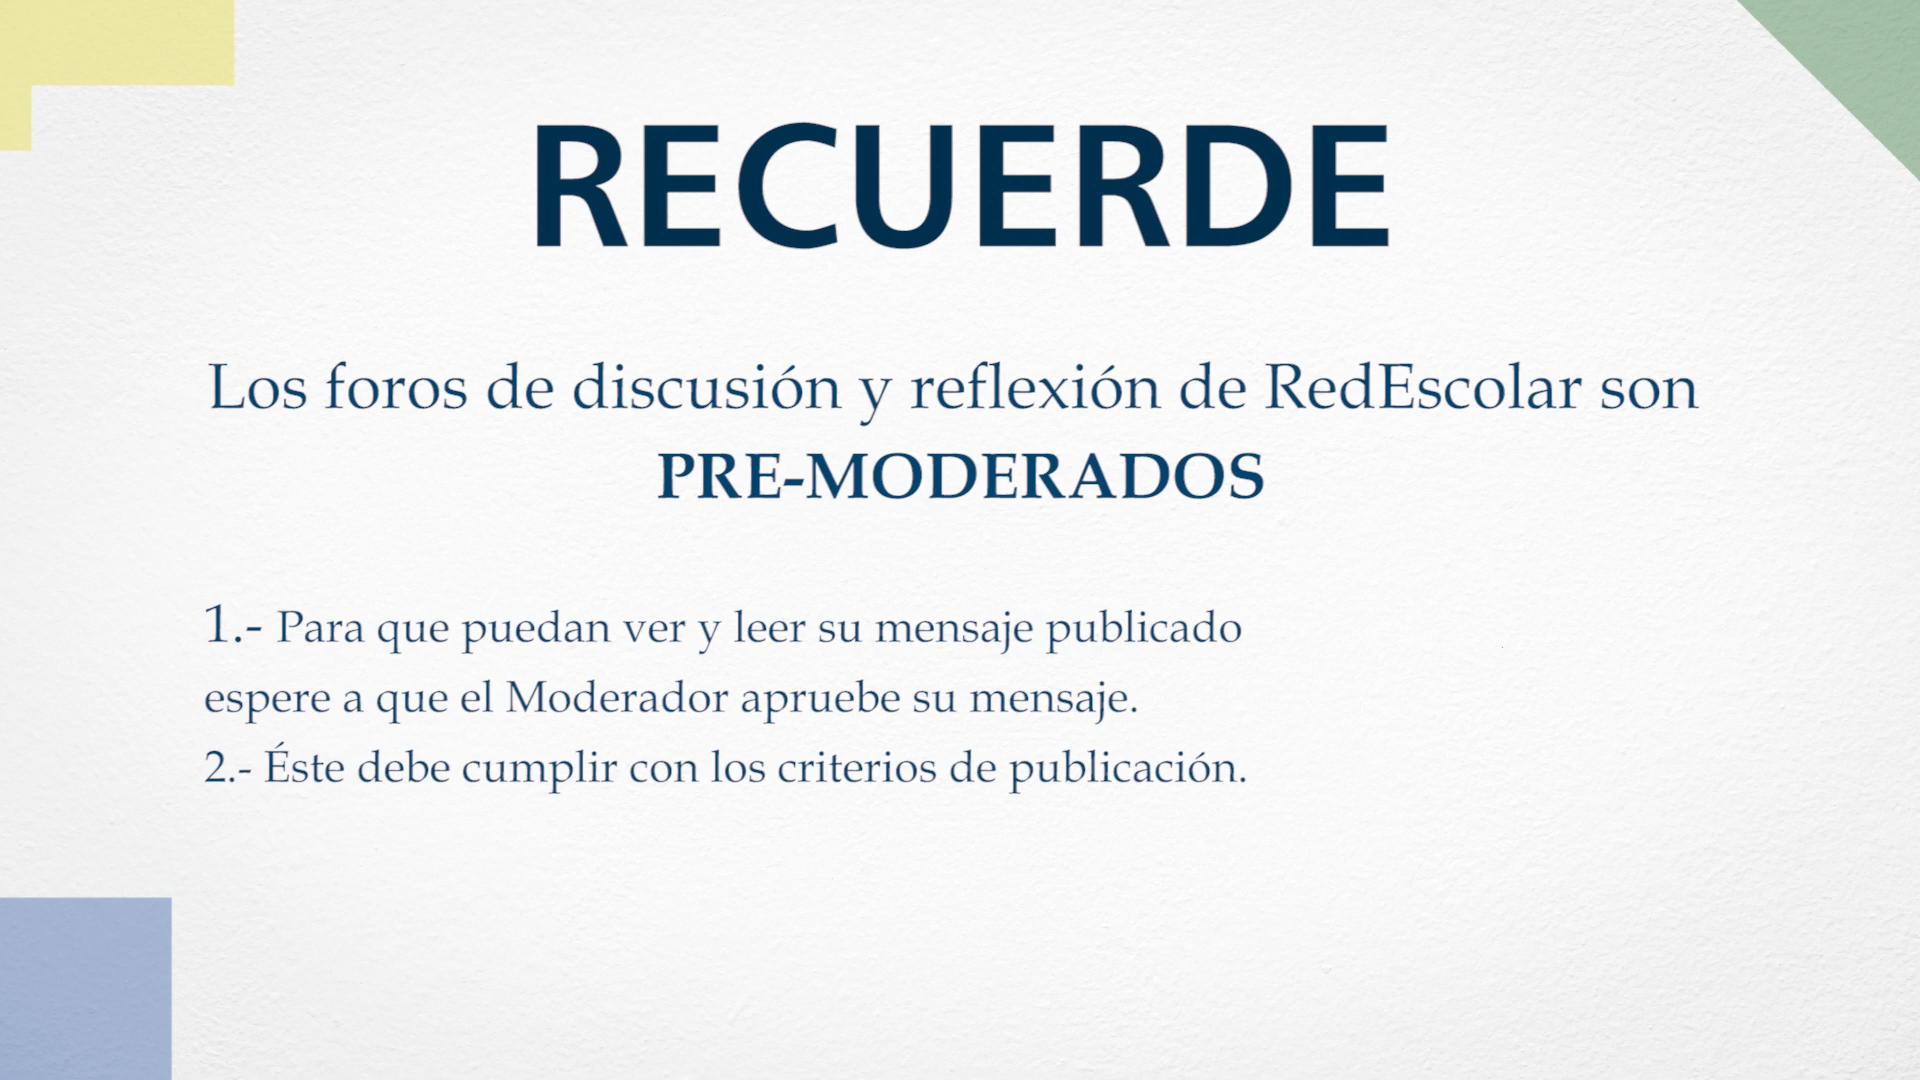 RECUERDE
Los foros de discusión y reflexión de RedEscolar son
PRE-MODERADOS
1.- Para que puedan ver y leer su mensaje publicado
espere a que el Moderador apruebe su mensaje.
2.- Éste debe cumplir con los criterios de publicación.